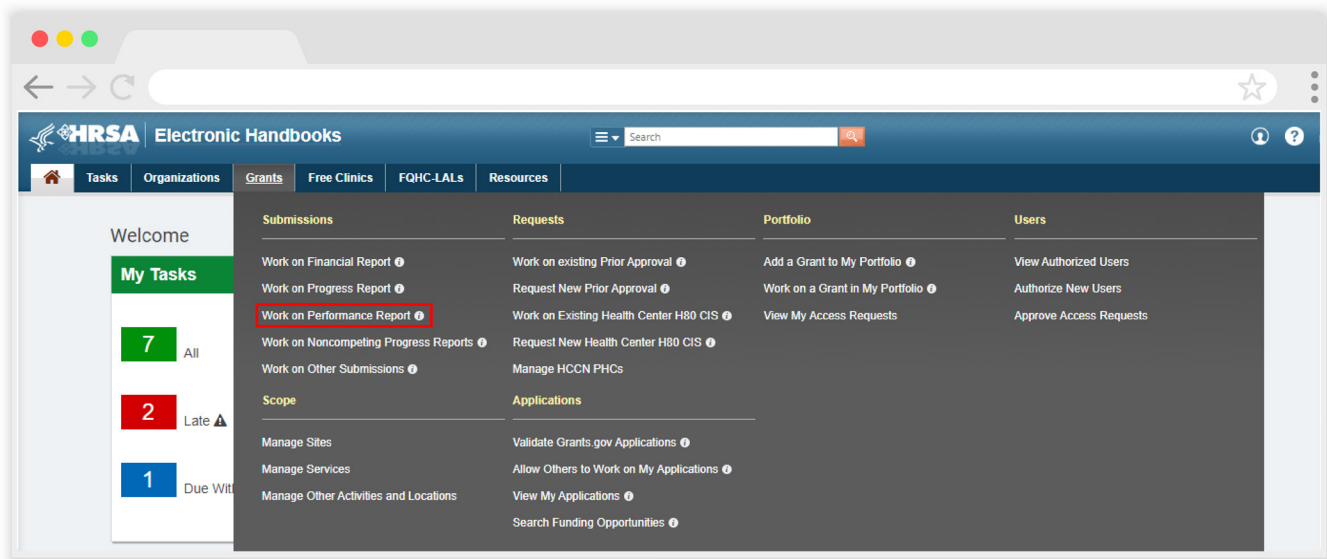 HRSA Electronic Handbooks
Search
Tasks Organizations Grants Free Clinics FQHC-LALs Resources
Welcome
My Tasks
7 All
2 Late
1 Due Wit
Submissions
Work on Financial Report
Work on Progress Report
Work on Performance Report
Work on Noncompeting Progress Reports
Work on Other Submissions
Requests
Work on existing Prior Approval
Request New Prior Approval
Work on Existing Health Center H80 CIS
Request New Health Center H80 CIS
Manage HCCN PHCs
Portfolio
Add a Grant to My Portfolio
Work on a Grant in My Portfolio
View My Access Requests
Users
View Authorized Users
Authorize New Users
Approve Access Requests
Scope
Manage Sites
Manage Services
Manage Other Activities and Locations
Applications
Validate Grants.gov Applications
Allow Others to Work on My Applications
View My Applications
Search Funding Opportunities